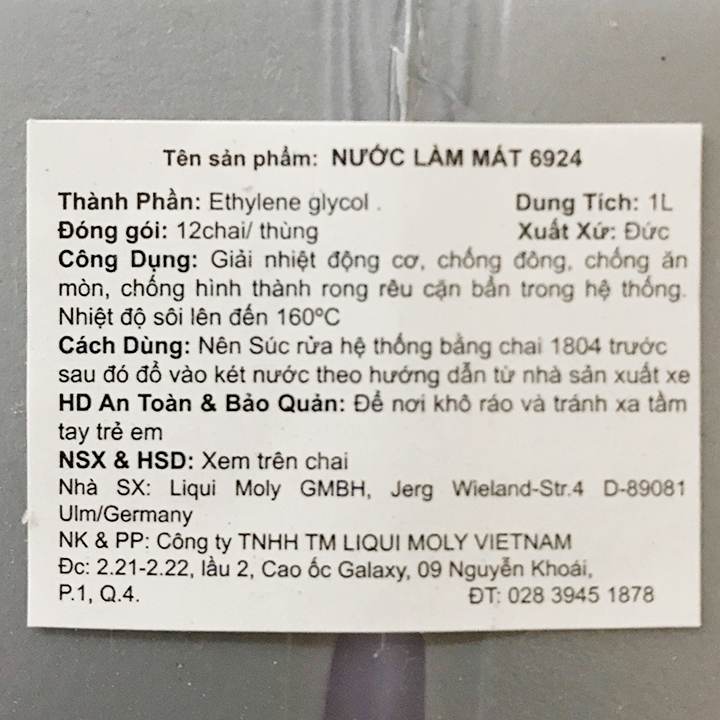 Tên sản phẩm: NƯỚC LÀM MÁT 6924
Thành Phần: Ethylene glycol . Dung Tích: 1L
Đóng gói: 12chai/ thùng Xuất Xứ: Đức
Công Dụng: Giải nhiệt động cơ, chống đông, chống ăn
mòn, chống hình thành rong rêu cặn bẩn trong hệ thống.
Nhiệt độ sôi lên đến 160ºC
Cách Dùng: Nên Súc rửa hệ thống bằng chai 1804 trước
sau đó đổ vào két nước theo hướng dẫn từ nhà sản xuất xe
HD An Toàn & Bảo Quản: Để nơi khô ráo và tránh xa tầm
tay trẻ em
NSX & HSD: Xem trên chai
Nhà SX: Liqui Moly GMBH, Jerg Wieland-Str.4 D-89081
Ulm/Germany
NK & PP: Công ty TNHH TM LIQUI MOLY VIETNAM
Đc: 2.21-2.22, lầu 2, Cao ốc Galaxy, 09 Nguyễn Khoái,
P.1, Q.4. ĐT: 028 3945 1878